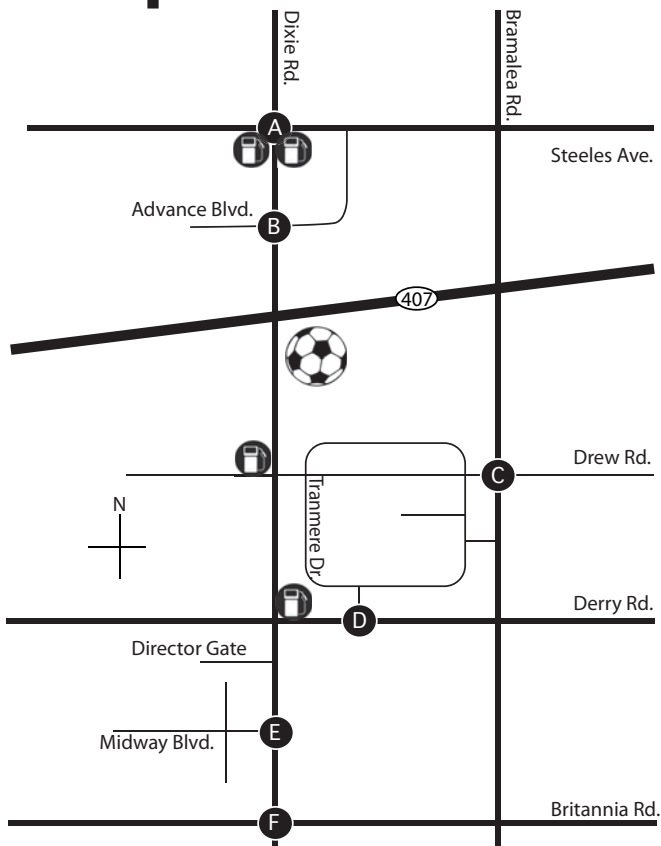 Dixie Rd.
Bramalea Rd.
A
Steeles Ave.
Advance Blvd.
B
407
Drew Rd.
C
Tranmere Dr.
N
Derry Rd.
D
Director Gate
E
Midway Blvd.
Britannia Rd.
F